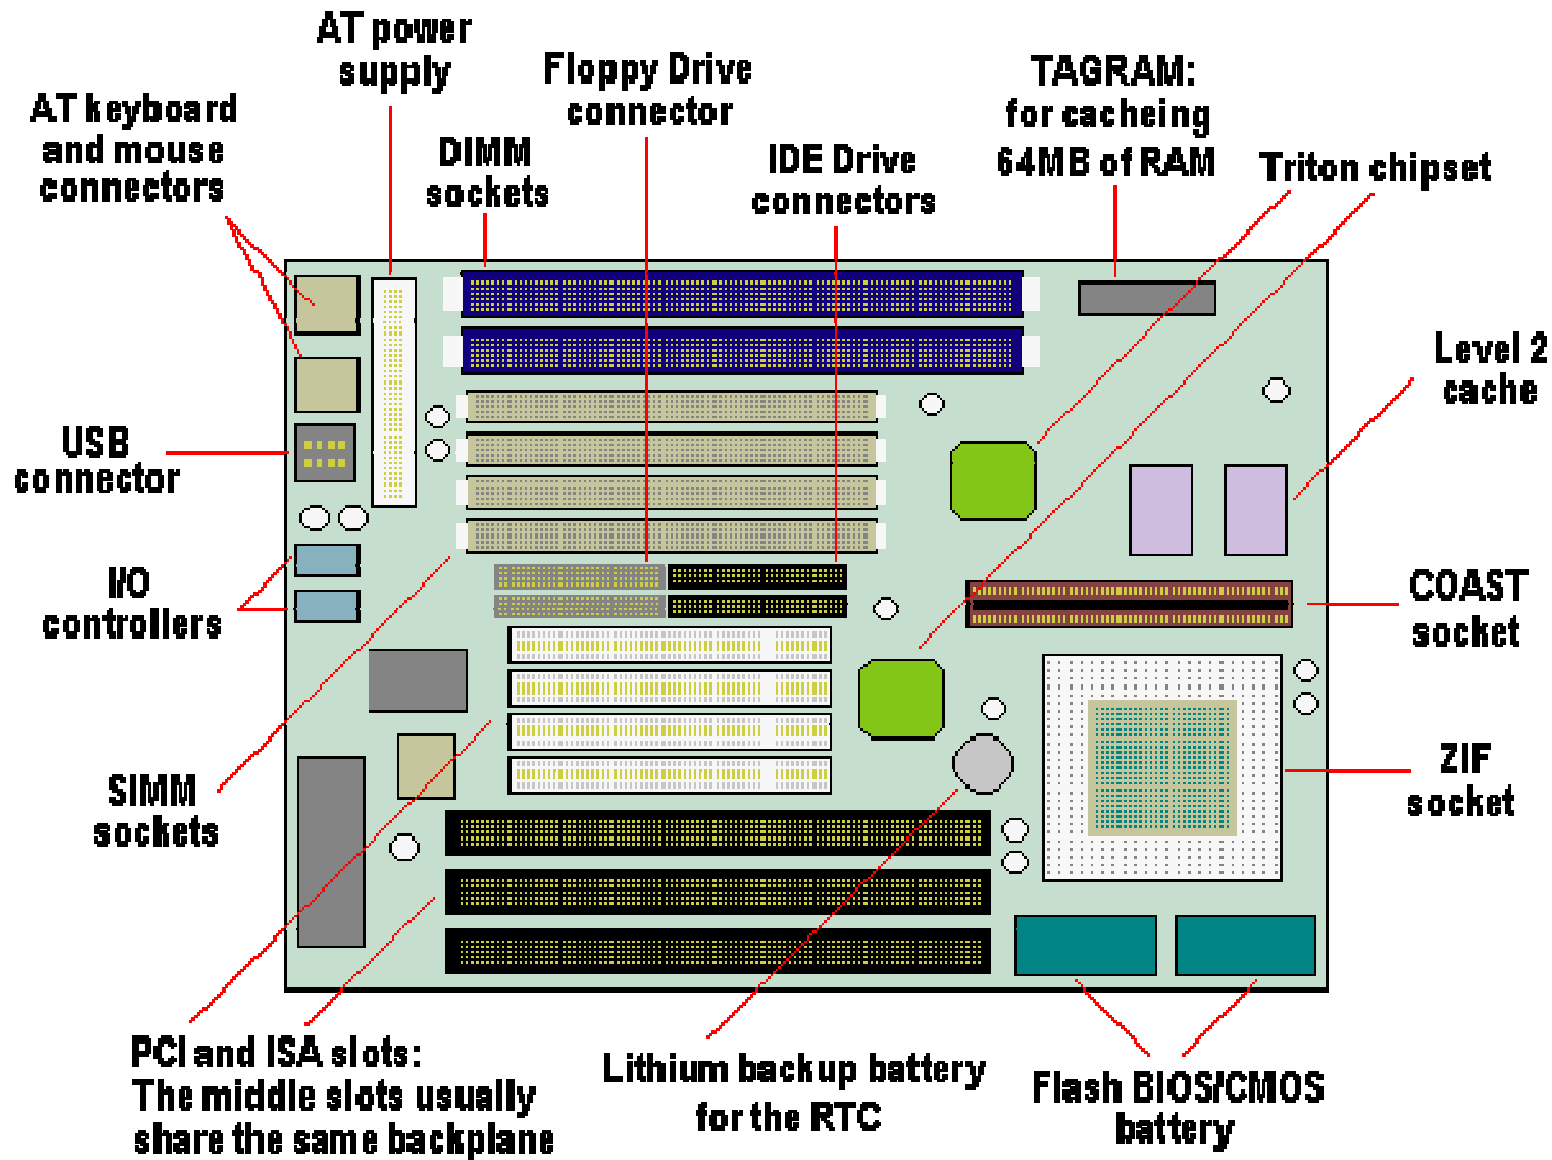 AT power
supply
Floppy Drive
connector
TAGRAM:
for cacheing
64MB of RAM
AT keyboard
and mouse
connectors
DIMM
sockets
IDE Drive
connectors
Triton chipset
Level 2
cache
USB
connector
I/O
controllers
COAST
socket
SIMM
sockets
ZIF
socket
PCI and ISA slots:
The middle slots usually
share the same backplane
Lithium backup battery
for the RTC
Flash BIOS/CMOS
battery